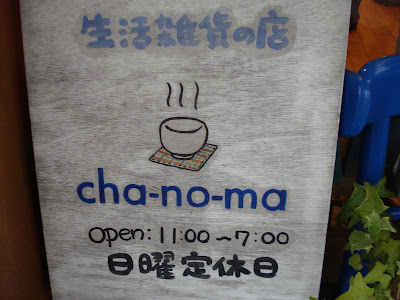 生活雑貨の店
cha-no-ma
open: 11:00～7:00
日曜定休日